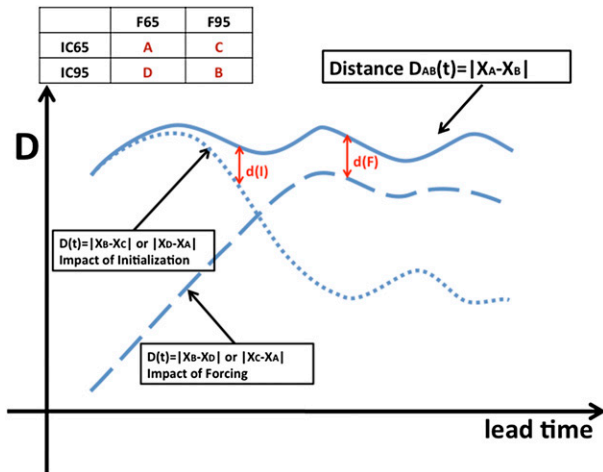 F65 F95
IC65 A C
IC95 D B
Distance DAB(t)=|XA-XB|
D
d(I)
d(F)
D(t)=|XB-XC| or |XD-XA|
Impact of Initialization
D(t)=|XB-XD| or |XC-XA|
Impact of Forcing
lead time